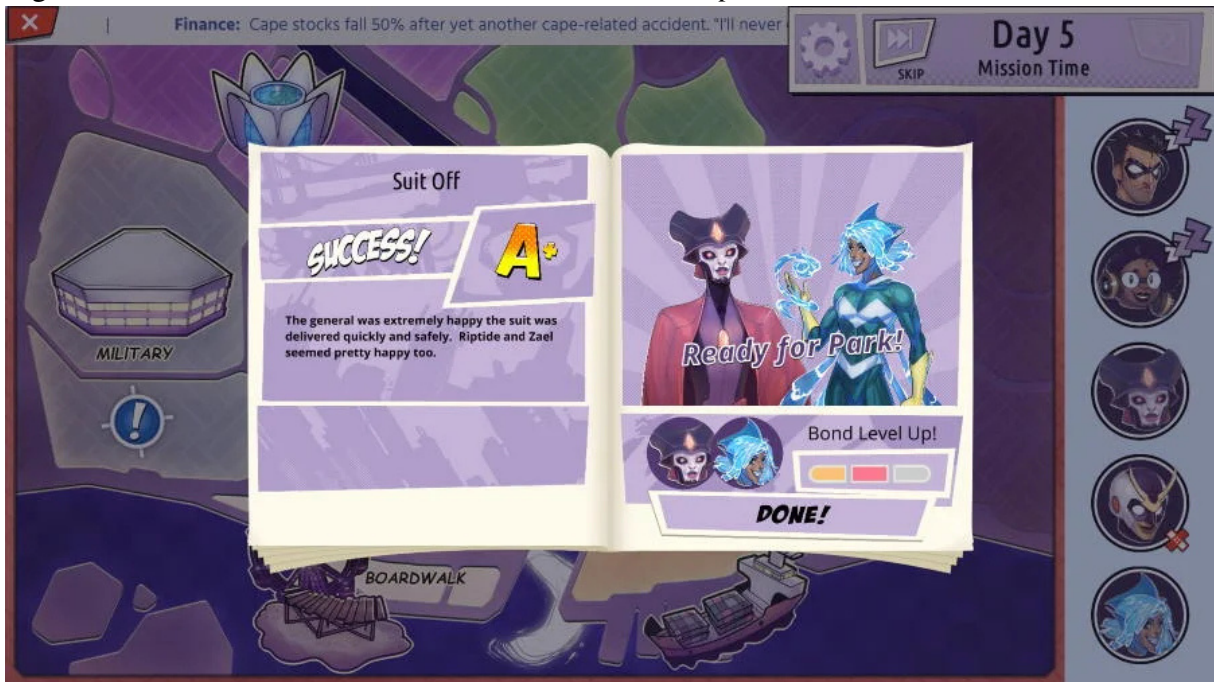 Finance: Cape stocks fall 50% after yet another cape-related accident. "I'll never
SKIP
Day 5
Mission Time
Suit Off
SUCCESS!
A+
The general was extremely happy the suit was
delivered quickly and safely. Riptide and Zael
seemed pretty happy too.
Ready for Park!
Bond Level Up!
DONE!
MILITARY
!
BOARDWALK
ZZZ
ZZZ